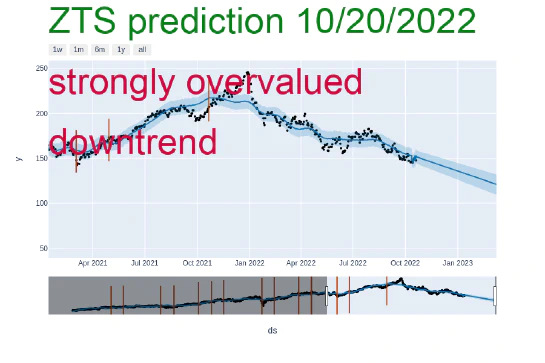 ZTS prediction 10/20/2022
1w 1m 6m 1y all
250
strongly overvalued
200
downtrend
150
y
100
50
Apr 2021 Jul 2021 Oct 2021 Jan 2022 Apr 2022 Jul 2022 Oct 2022 Jan 2023
ds